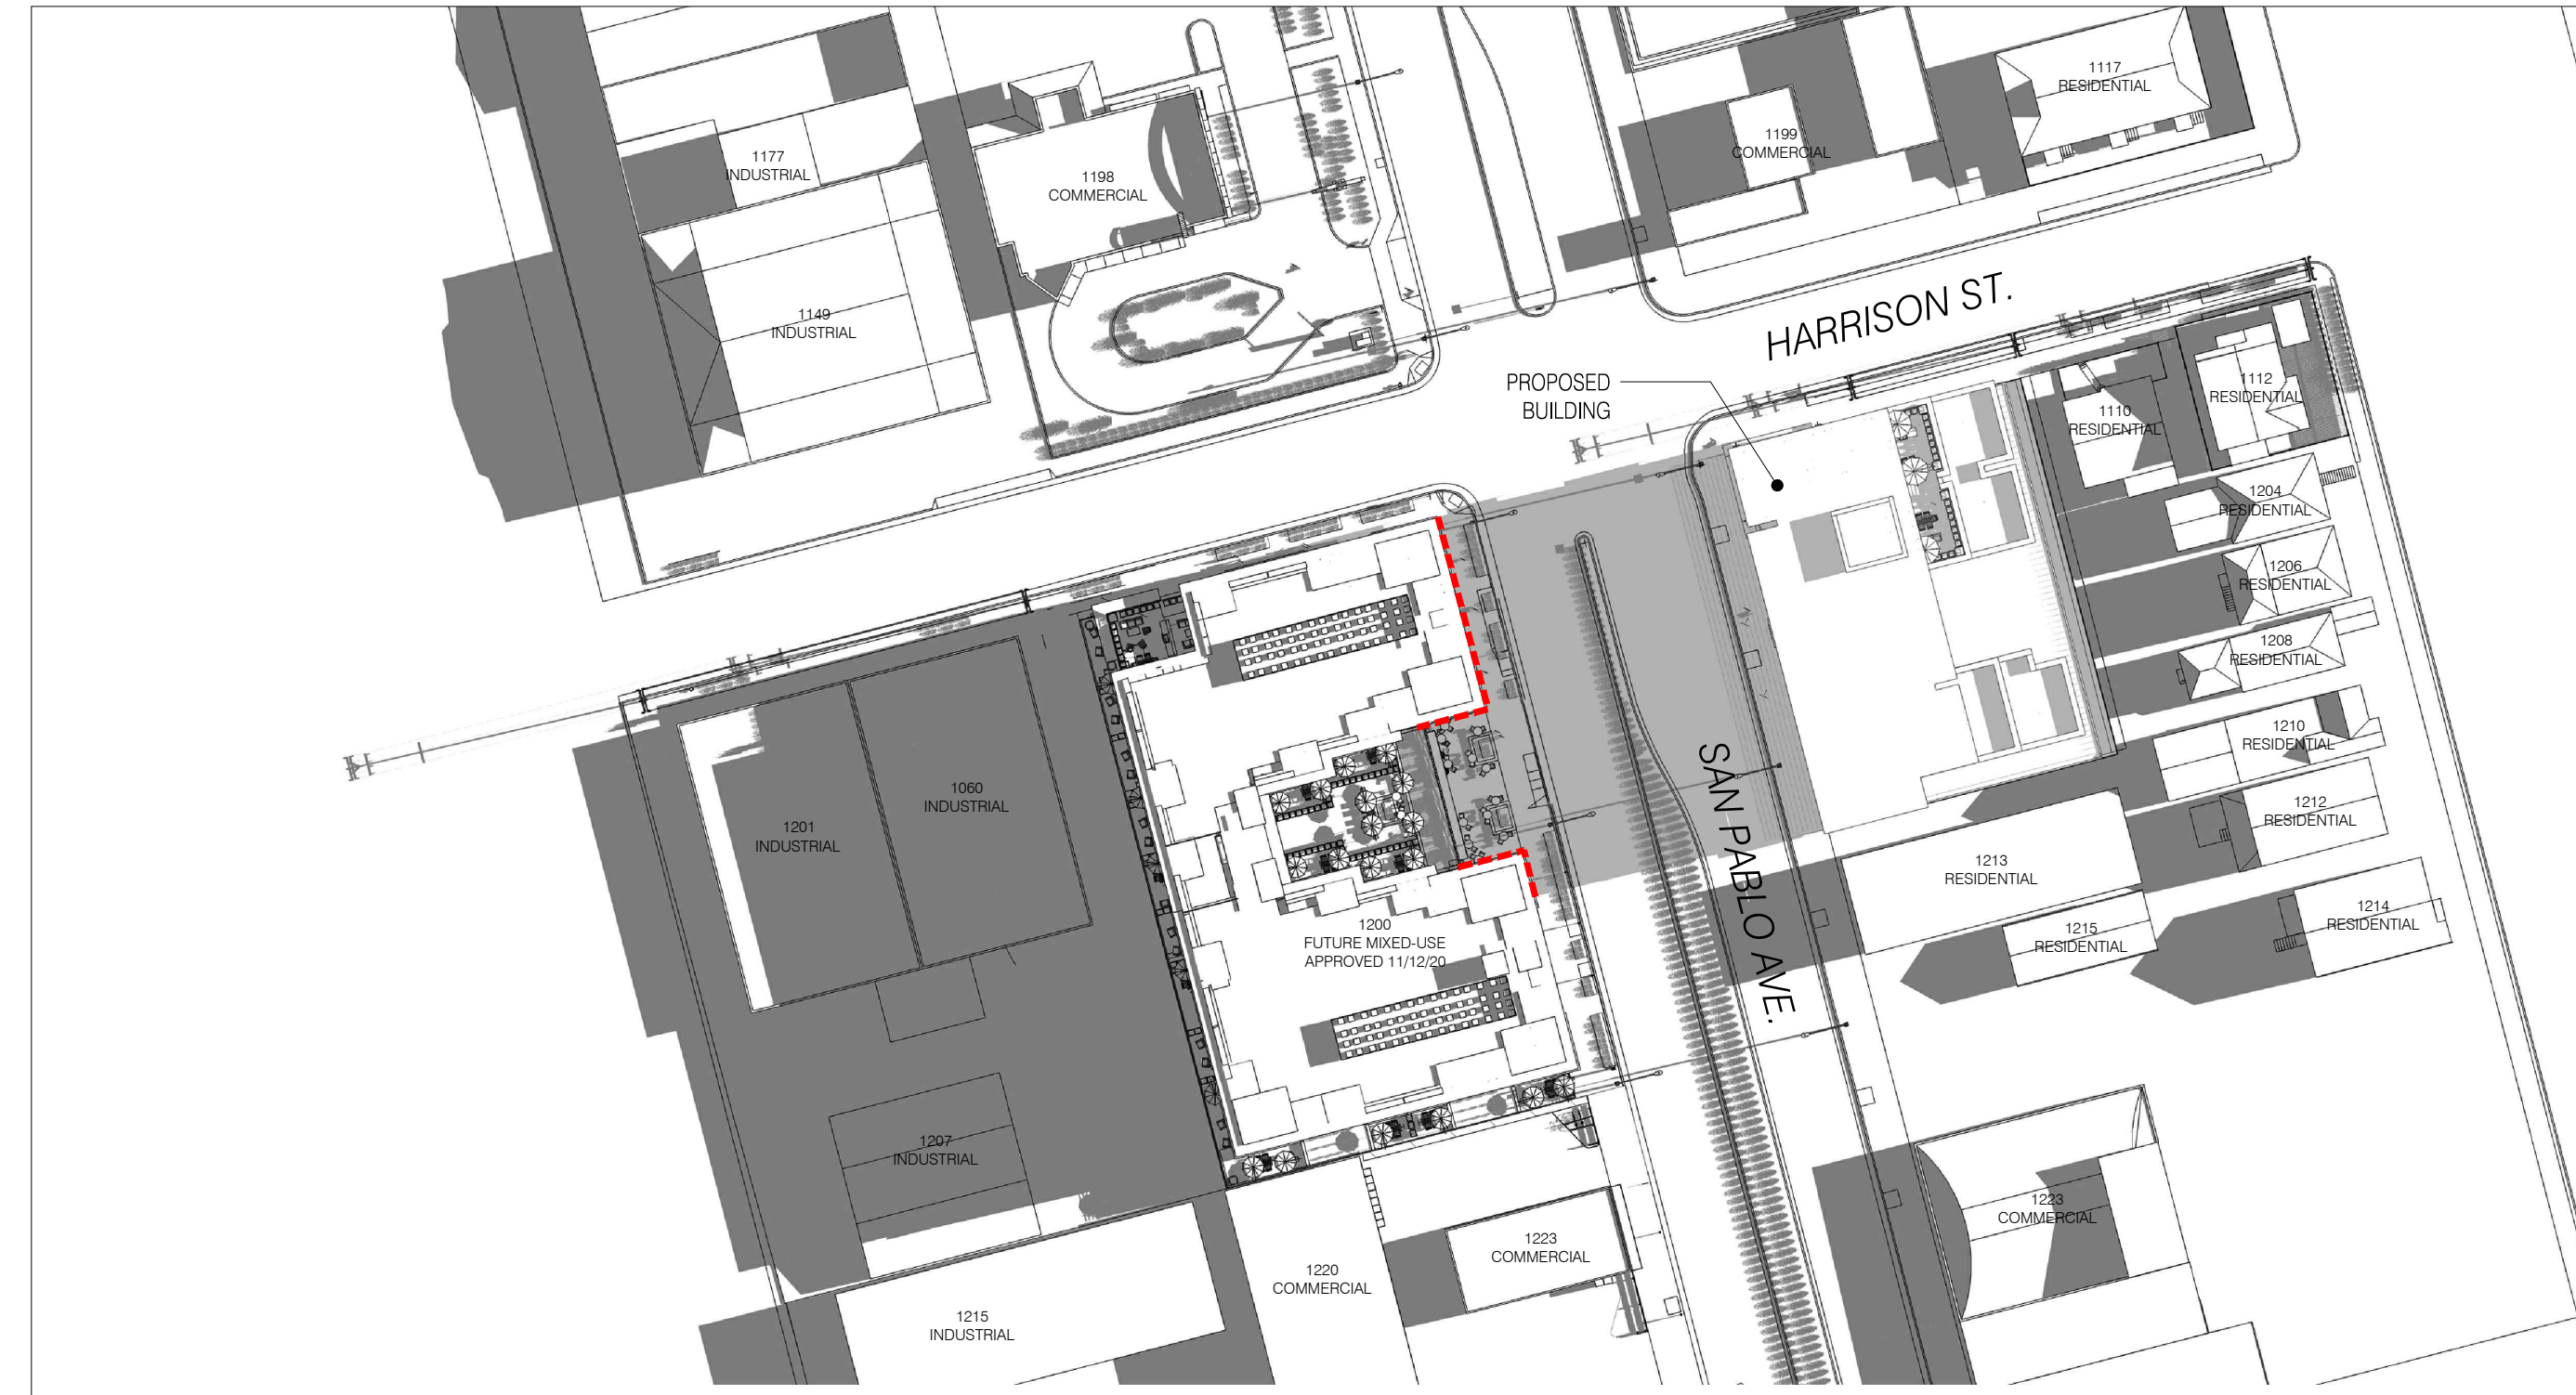 1117
RESIDENTIAL
1199
COMMERCIAL
1177
INDUSTRIAL
1198
COMMERCIAL
1149
INDUSTRIAL
HARRISON ST.
PROPOSED
BUILDING
1112
RESIDENTIAL
1110
RESIDENTIAL
1204
RESIDENTIAL
1206
RESIDENTIAL
1208
RESIDENTIAL
1210
RESIDENTIAL
SAN PABLO AVE.
1060
INDUSTRIAL
1201
INDUSTRIAL
1212
RESIDENTIAL
1213
RESIDENTIAL
1214
RESIDENTIAL
1215
RESIDENTIAL
1200
FUTURE MIXED-USE
APPROVED 11/12/20
1207
INDUSTRIAL
1223
COMMERCIAL
1223
COMMERCIAL
1220
COMMERCIAL
1215
INDUSTRIAL